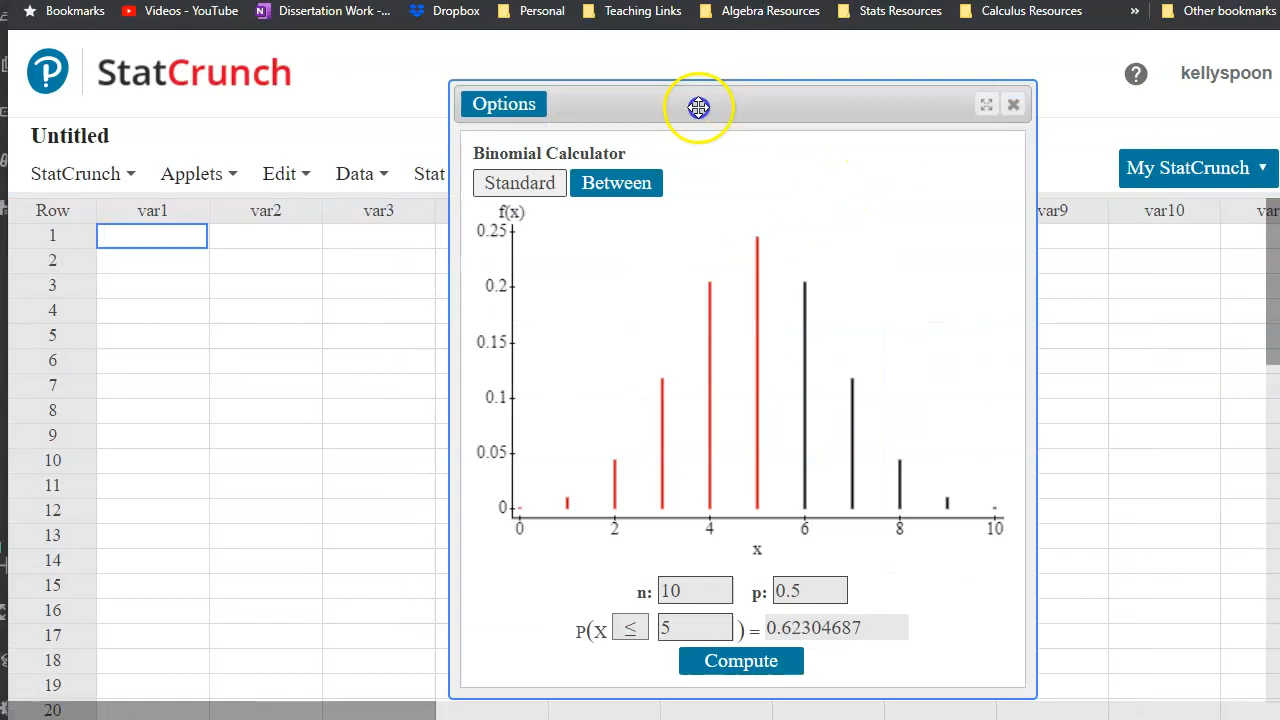 Bookmarks Videos - YouTube Dissertation Work -... Dropbox Personal Teaching Links Algebra Resources Stats Resources Calculus Resources » Other bookmarks
P StatCrunch
? kellyspoon
Untitled
StatCrunch Applets Edit Data Stat
My StatCrunch
Options
Binomial Calculator
Standard Between
Row var1 var2 var3 var9 var10
f(x)
0.25
0.2
0.15
0.1
0.05
0
0 2 4 6 8 10
x
n: 10 p: 0.5
P(X ≤ 5 ) = 0.62304687
Compute
1
2
3
4
5
6
7
8
9
10
11
12
13
14
15
16
17
18
19
20